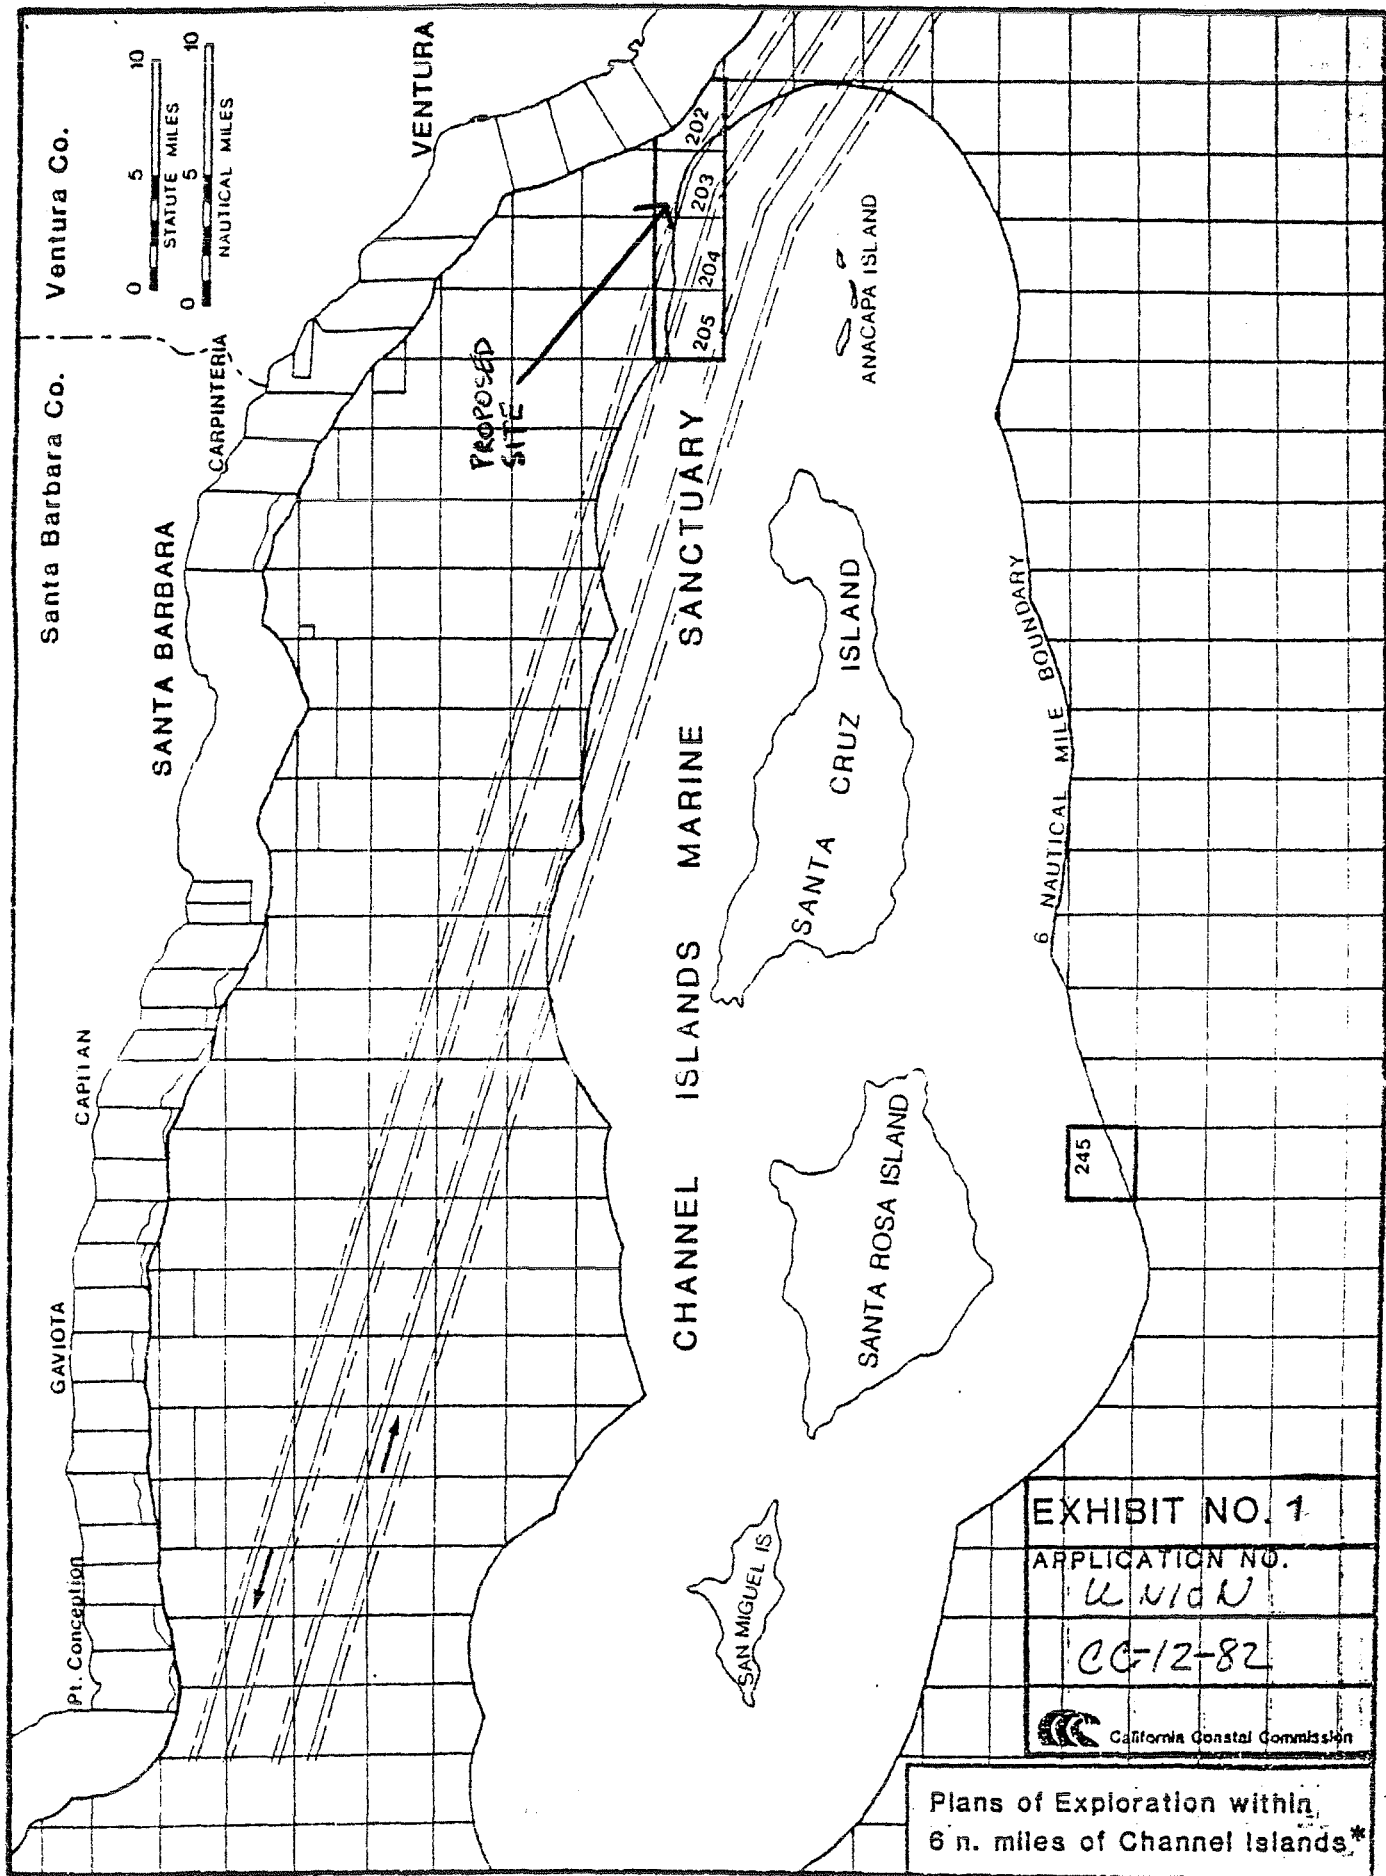 Santa Barbara Co.
Ventura Co.
0 5 10
STATUTE MILES
0 5 10
NAUTICAL MILES
Pt. Conception
GAVIOTA
CAPITAN
SANTA BARBARA
CARPINTERIA
VENTURA
PROPOSED
SITE
205
204
203
202
CHANNEL ISLANDS MARINE SANCTUARY
SAN MIGUEL IS
SANTA ROSA ISLAND
SANTA CRUZ ISLAND
ANACAPA ISLAND
6 NAUTICAL MILE BOUNDARY
245
EXHIBIT NO. 1
APPLICATION NO.
UNION
CC-12-82
California Coastal Commission
Plans of Exploration within
6 n. miles of Channel Islands*